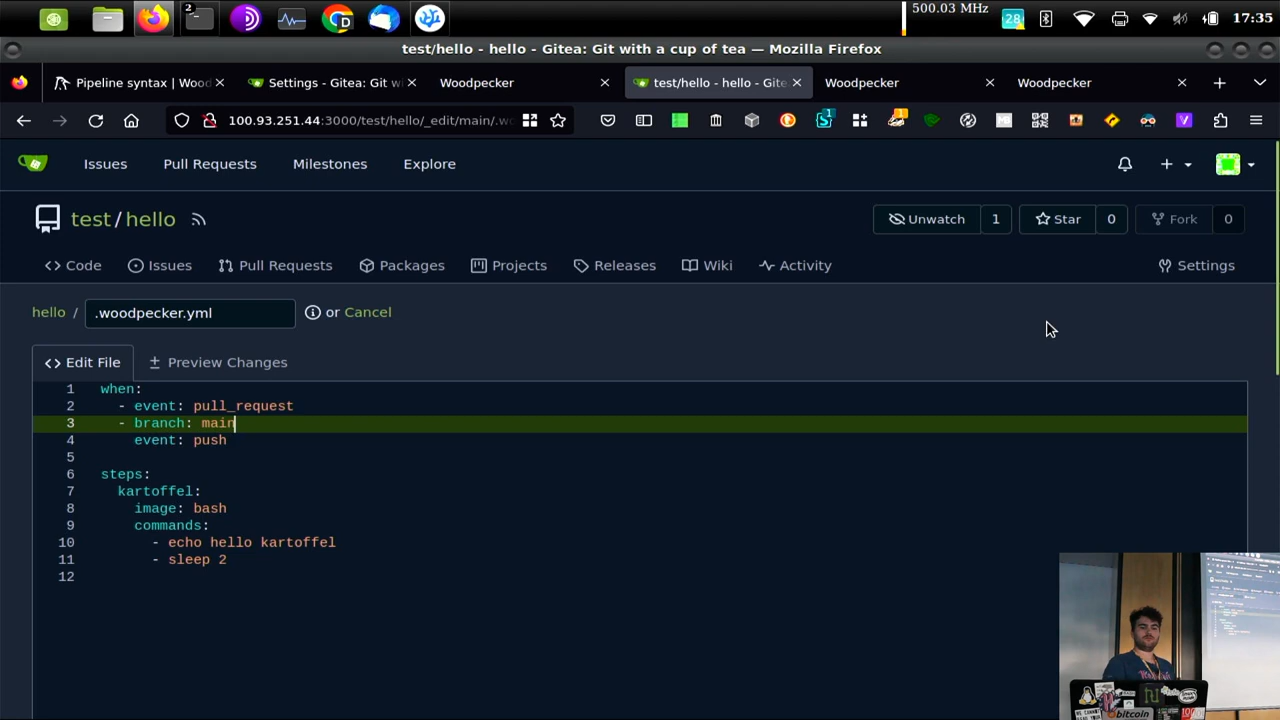 2
500.03 MHz
28
17:35
test/hello - hello - Gitea: Git with a cup of tea — Mozilla Firefox
Pipeline syntax | Wood
Settings - Gitea: Git wi
Woodpecker
test/hello - hello - Gite
Woodpecker
Woodpecker
100.93.251.44:3000/test/hello/_edit/main/.wo
Issues
Pull Requests
Milestones
Explore
test/hello
Unwatch 1
Star 0
Fork 0
Code
Issues
Pull Requests
Packages
Projects
Releases
Wiki
Activity
Settings
hello / .woodpecker.yml or Cancel
Edit File
Preview Changes
1 when:
2 - event: pull_request
3 - branch: main
4 event: push
5
6 steps:
7 kartoffel:
8 image: bash
9 commands:
10 - echo hello kartoffel
11 - sleep 2
12
bitcoin